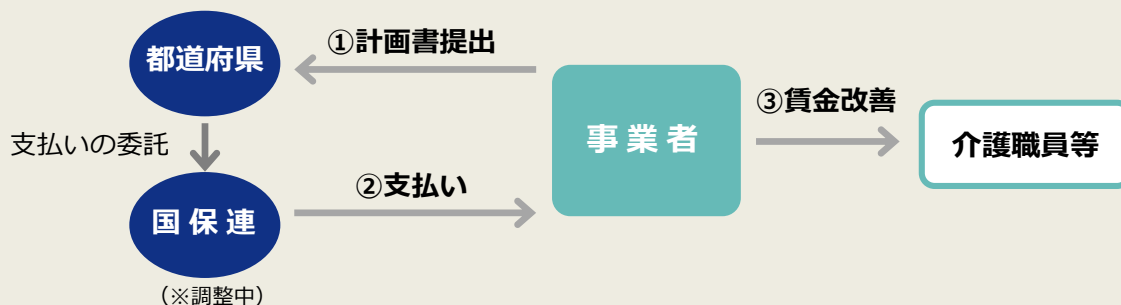 都道府県
①計画書提出
支払いの委託
国保連
(※調整中)
②支払い
事業者
③賃金改善
介護職員等